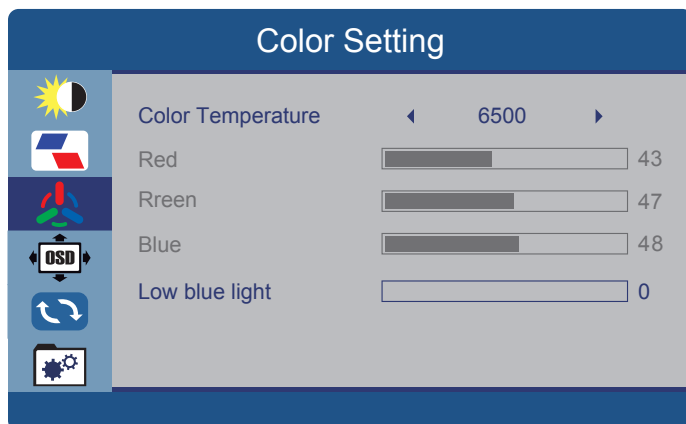 Color Setting
Color Temperature 6500
Red 43
Rreen 47
Blue 48
OSD
Low blue light 0